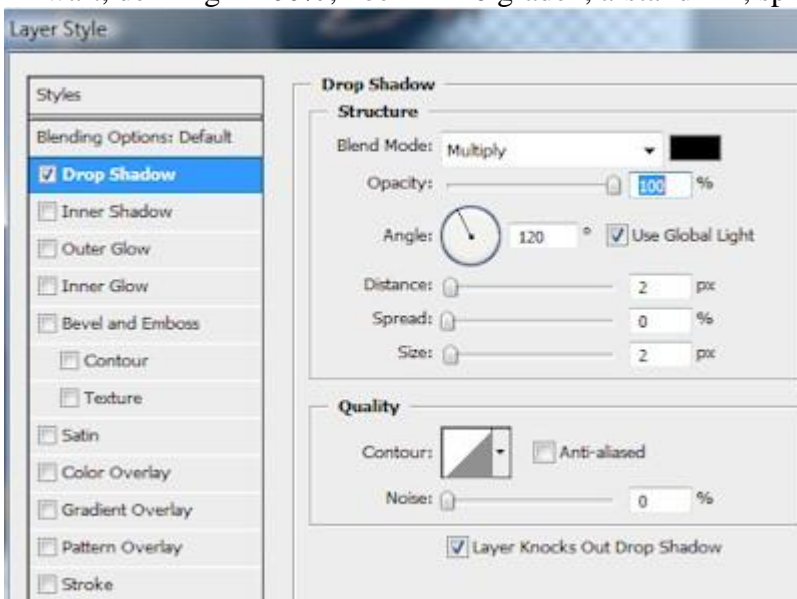 Layer Style
Styles
Blending Options: Default
Drop Shadow
Inner Shadow
Outer Glow
Inner Glow
Bevel and Emboss
Contour
Texture
Satin
Color Overlay
Gradient Overlay
Pattern Overlay
Stroke
Drop Shadow
Structure
Blend Mode: Multiply
Opacity: 100 %
Angle: 120 ° Use Global Light
Distance: 2 px
Spread: 0 %
Size: 2 px
Quality
Contour: Anti-aliased
Noise: 0 %
Layer Knocks Out Drop Shadow